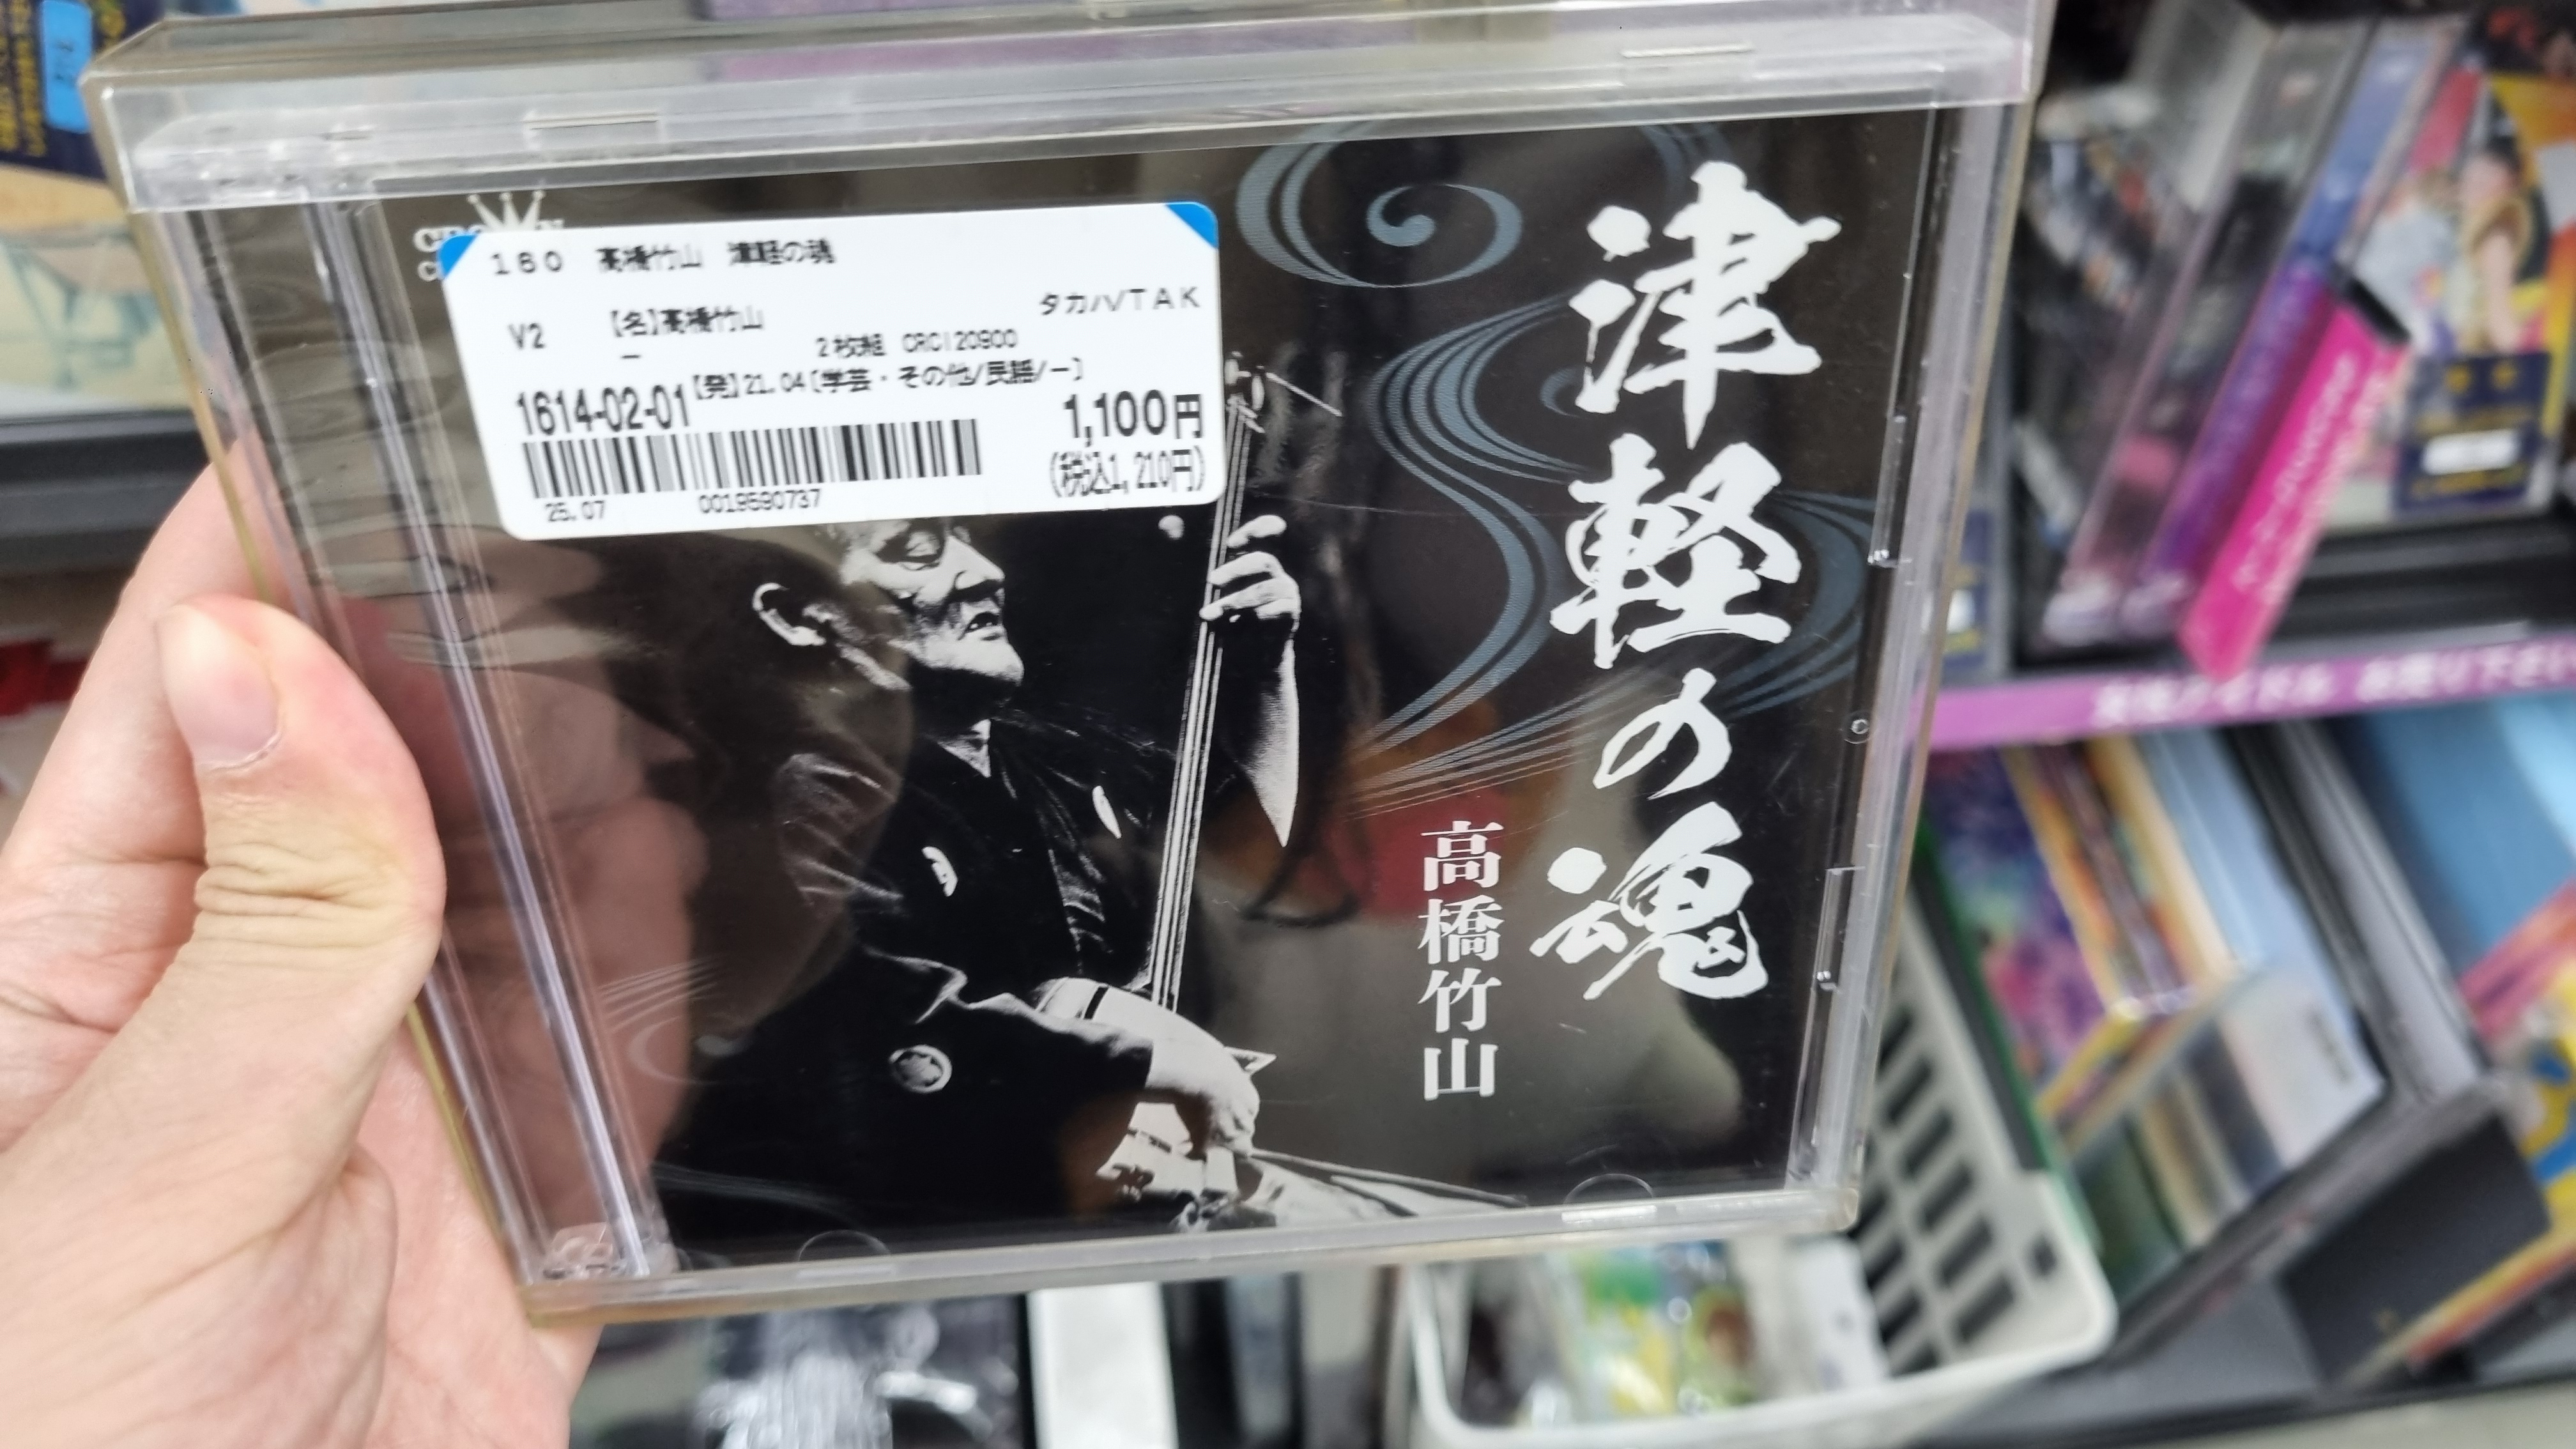 160 高橋竹山 津軽の魂
タカハ/TAK
V2 【名】高橋竹山
2枚組 CRCI20900
【発】21.04〔学芸・その他/民謡/ー〕
1614-02-01
1,100円
(税込1,210円)
25.07 0019590737
津軽の魂
高橋竹山